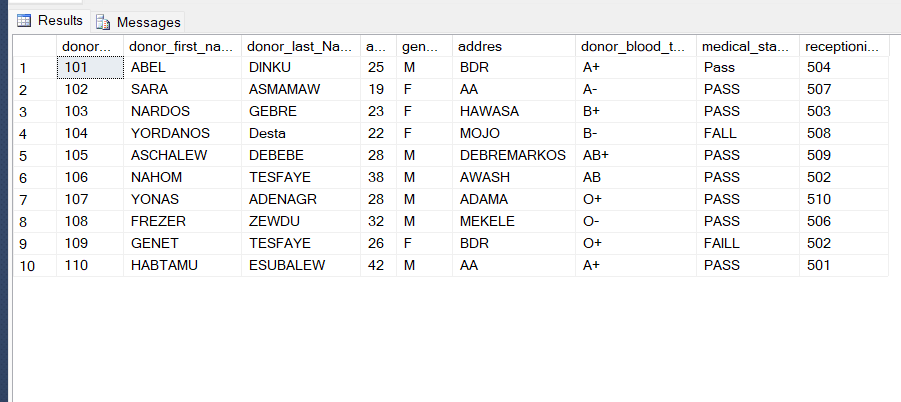 Results Messages
donor... donor_first_na... donor_last_Na... a... gen... addres donor_blood_t... medical_sta... receptioni...
1 101 ABEL DINKU 25 M BDR A+ Pass 504
2 102 SARA ASMAMAW 19 F AA A- PASS 507
3 103 NARDOS GEBRE 23 F HAWASA B+ PASS 503
4 104 YORDANOS Desta 22 F MOJO B- FALL 508
5 105 ASCHALEW DEBEBE 28 M DEBREMARKOS AB+ PASS 509
6 106 NAHOM TESFAYE 38 M AWASH AB PASS 502
7 107 YONAS ADENAGR 28 M ADAMA O+ PASS 510
8 108 FREZER ZEWDU 32 M MEKELE O- PASS 506
9 109 GENET TESFAYE 26 F BDR O+ FAILL 502
10 110 HABTAMU ESUBALEW 42 M AA A+ PASS 501